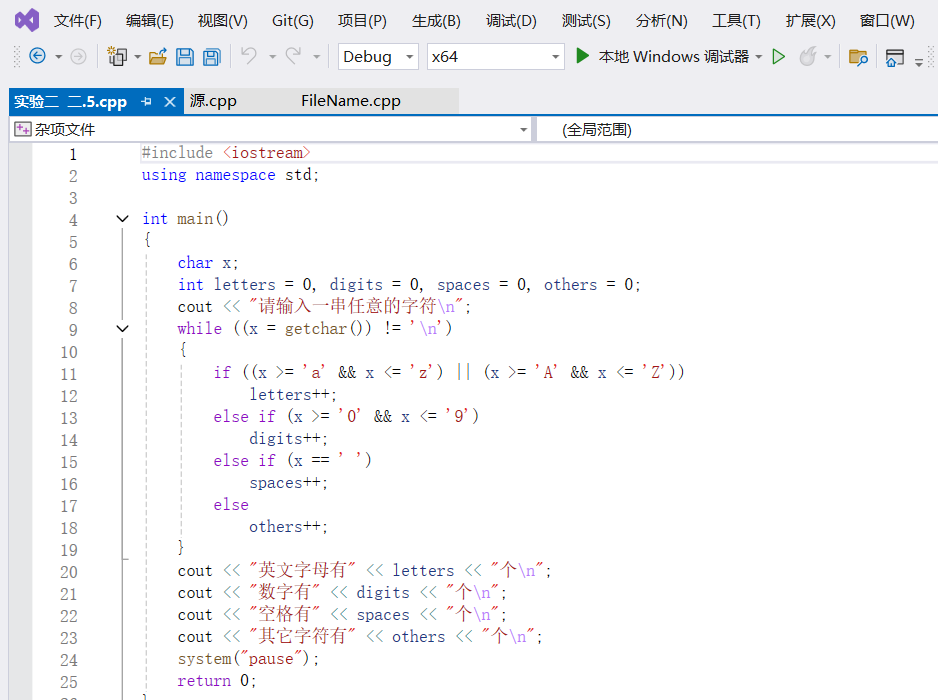 文件(F) 编辑(E) 视图(V) Git(G) 项目(P) 生成(B) 调试(D) 测试(S) 分析(N) 工具(T) 扩展(X) 窗口(W)
Debug x64 本地 Windows 调试器
实验二 二.5.cpp 源.cpp FileName.cpp
杂项文件 (全局范围)
1 #include <iostream>
2 using namespace std;
3
4 int main()
5 {
6 char x;
7 int letters = 0, digits = 0, spaces = 0, others = 0;
8 cout << "请输入一串任意的字符\n";
9 while ((x = getchar()) != '\n')
10 {
11 if ((x >= 'a' && x <= 'z') || (x >= 'A' && x <= 'Z'))
12 letters++;
13 else if (x >= '0' && x <= '9')
14 digits++;
15 else if (x == ' ')
16 spaces++;
17 else
18 others++;
19 }
20 cout << "英文字母有" << letters << "个\n";
21 cout << "数字有" << digits << "个\n";
22 cout << "空格有" << spaces << "个\n";
23 cout << "其它字符有" << others << "个\n";
24 system("pause");
25 return 0;